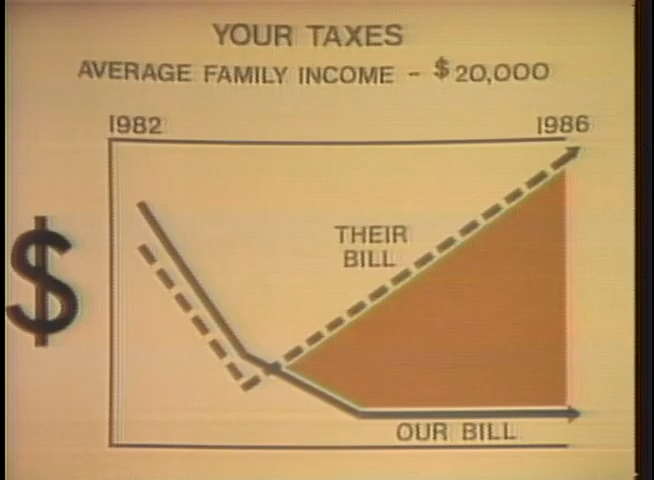 YOUR TAXES
AVERAGE FAMILY INCOME - $20,000
1982 1986
THEIR
BILL
$
OUR BILL